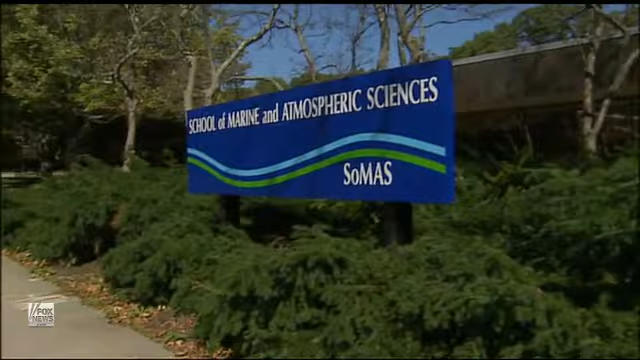 SCHOOL of MARINE and ATMOSPHERIC SCIENCES
SoMAS
FOX
NEWS